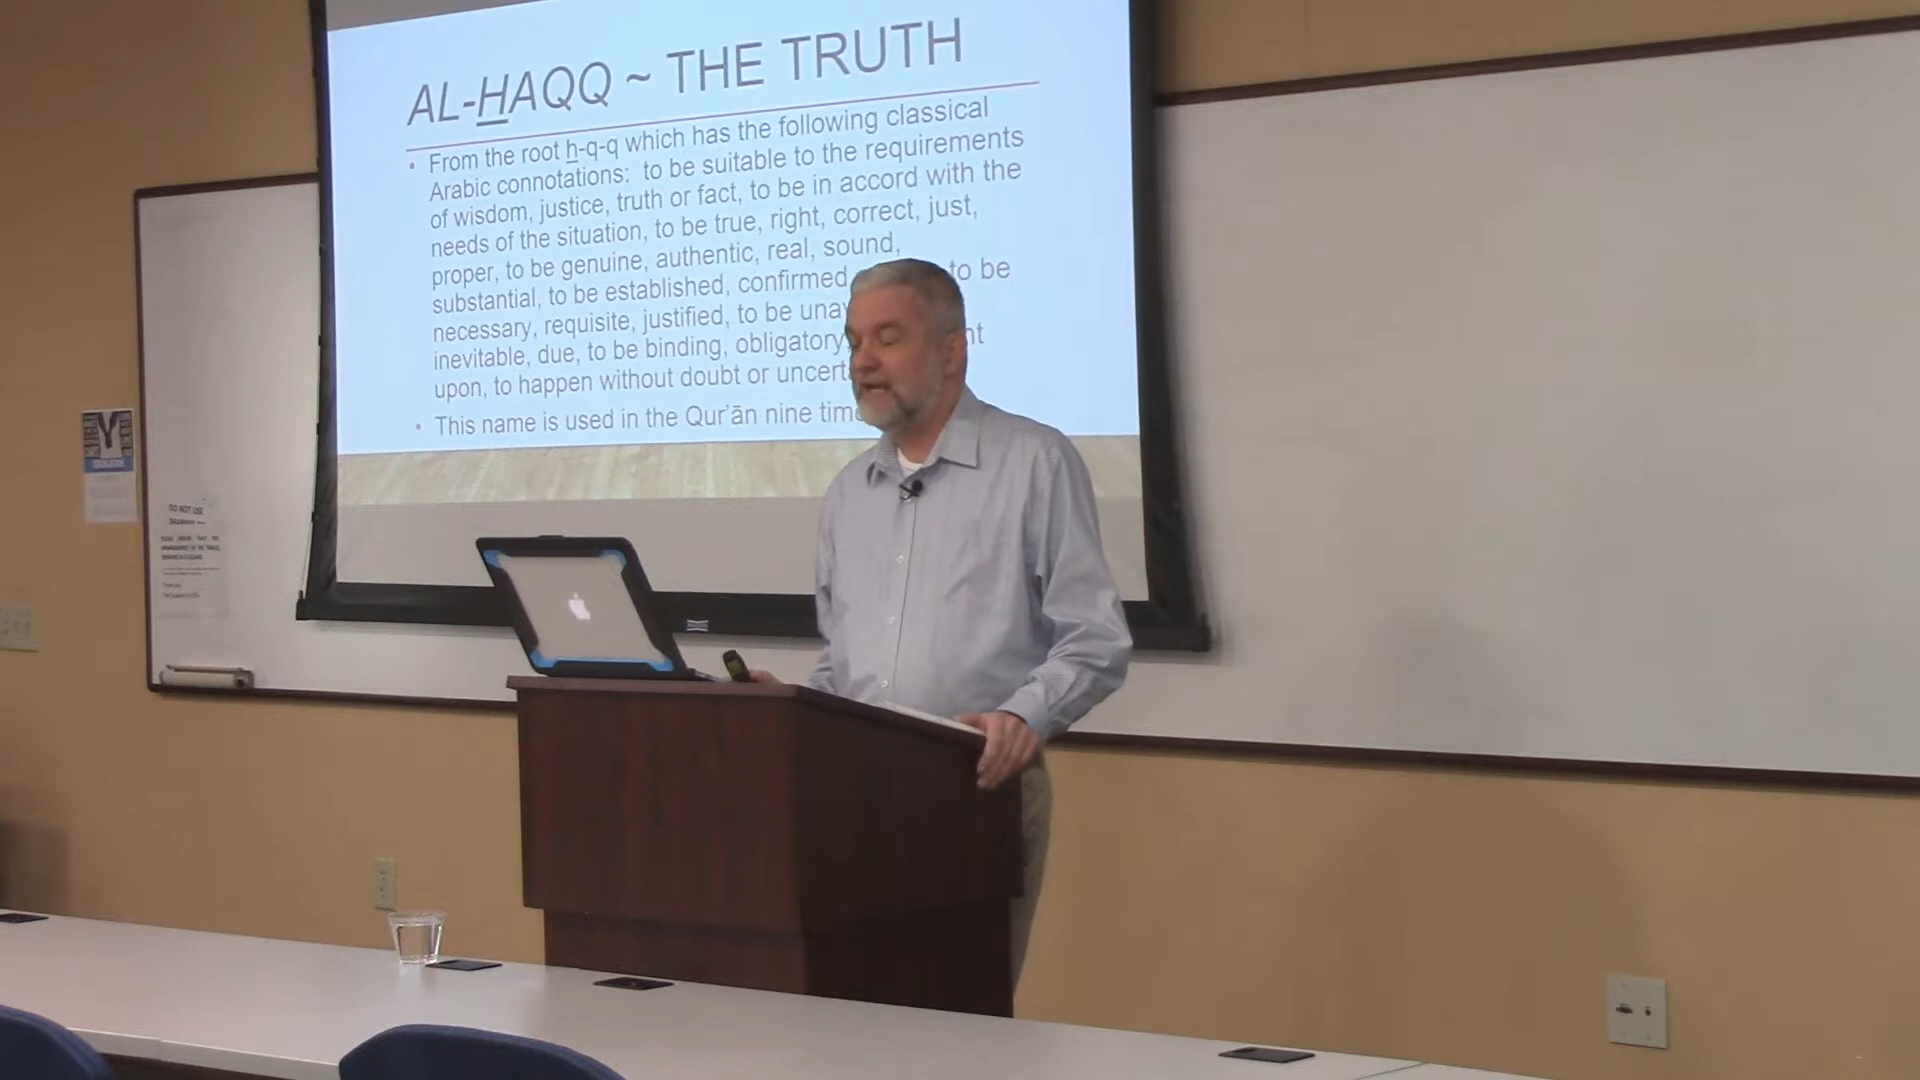 AL-HAQQ ~ THE TRUTH
• From the root h-q-q which has the following classical
Arabic connotations: to be suitable to the requirements
of wisdom, justice, truth or fact, to be in accord with the
needs of the situation, to be true, right, correct, just,
proper, to be genuine, authentic, real, sound,
substantial, to be established, confirmed to be
necessary, requisite, justified, to be
inevitable, due, to be binding, obligatory,
upon, to happen without doubt or
• This name is used in the Qur'ān nine
DO NOT USE